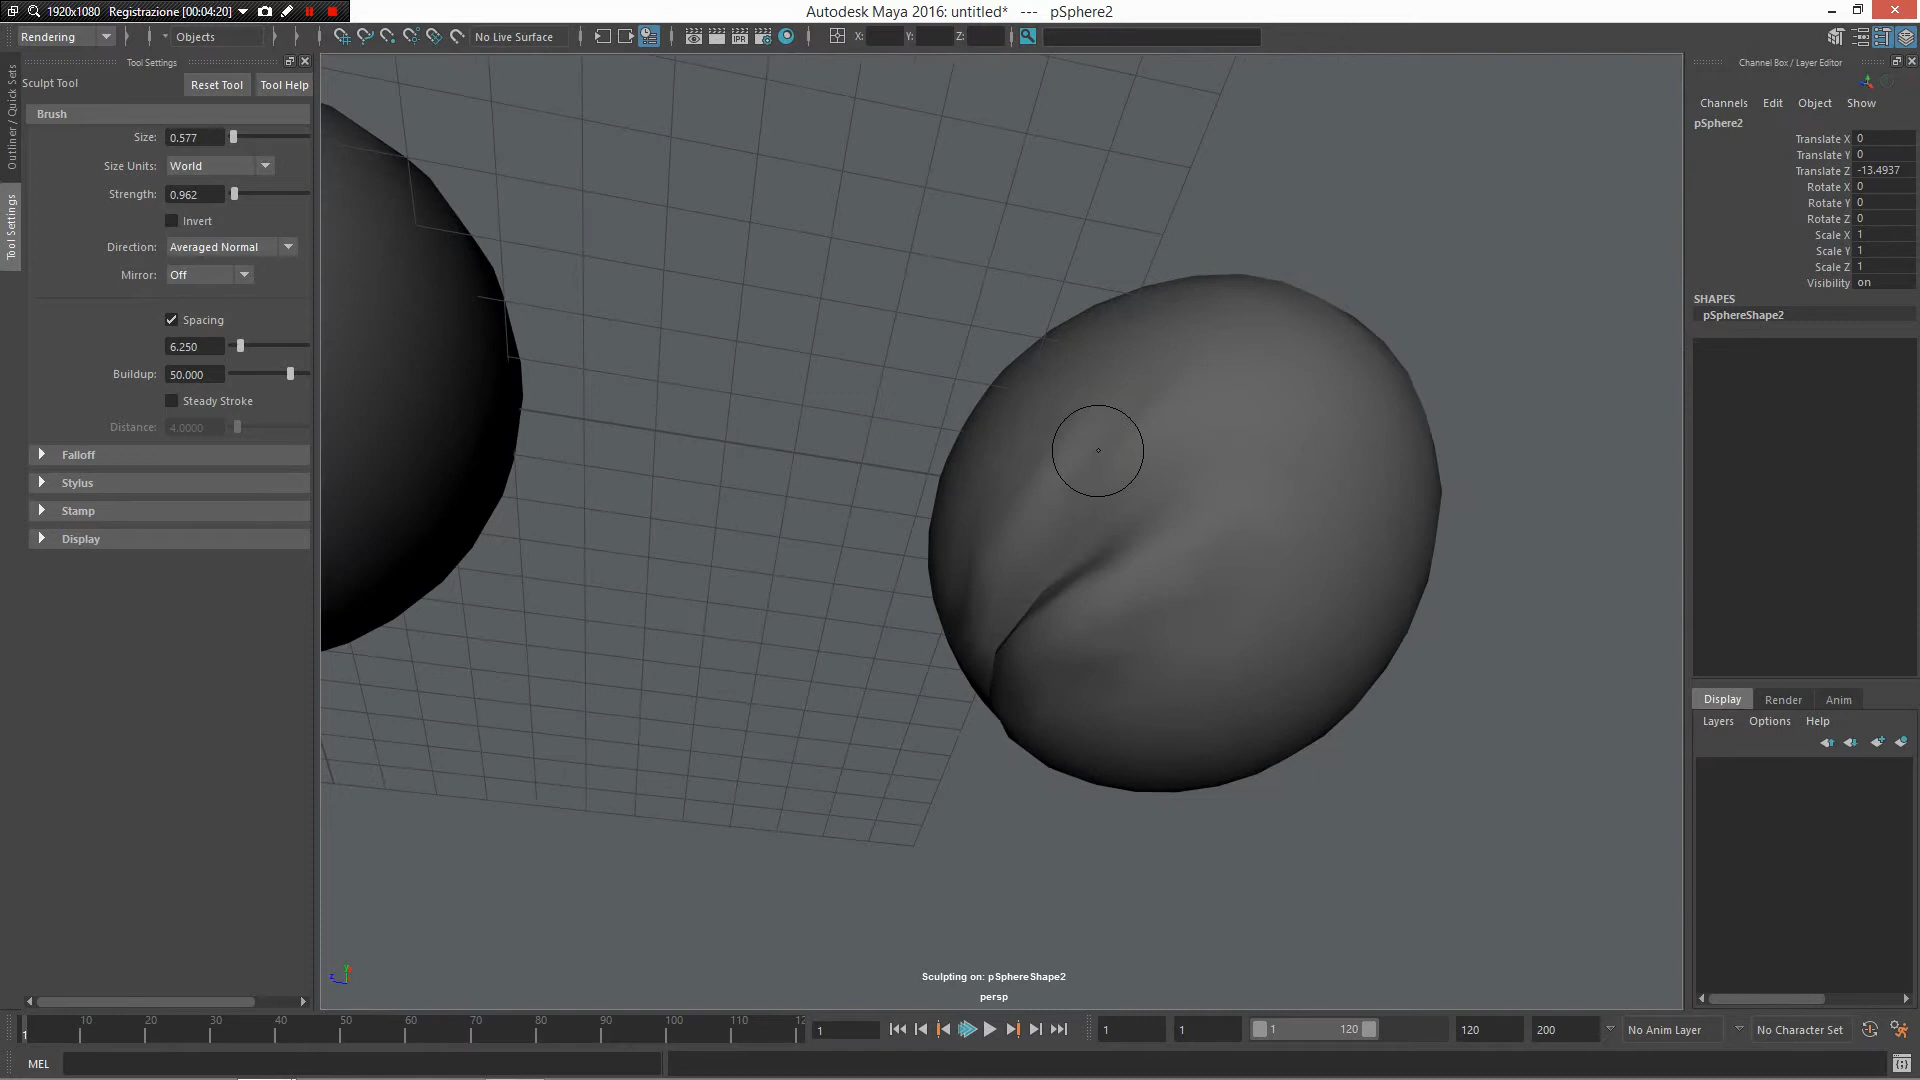 1920x1080 Registrazione [00:04:20]
Autodesk Maya 2016: untitled* --- pSphere2
Rendering Objects No Live Surface IPR X: Y: Z:
Tool Settings
Channel Box / Layer Editor
Outliner / Quick Sets
Tool Settings
Sculpt Tool Reset Tool Tool Help
Brush
Size: 0.577
Size Units: World
Strength: 0.962
Invert
Direction: Averaged Normal
Mirror: Off
Spacing
6.250
Buildup: 50.000
Steady Stroke
Distance: 4.0000
Falloff
Stylus
Stamp
Display
Channels Edit Object Show
pSphere2
Translate X 0
Translate Y 0
Translate Z -13.4937
Rotate X 0
Rotate Y 0
Rotate Z 0
Scale X 1
Scale Y 1
Scale Z 1
Visibility on
SHAPES
pSphereShape2
Display Render Anim
Layers Options Help
Sculpting on: pSphereShape2
persp
y
z
1 10 20 30 40 50 60 70 80 90 100 110 12
1 1 1 1 120 120 200 No Anim Layer No Character Set
MEL